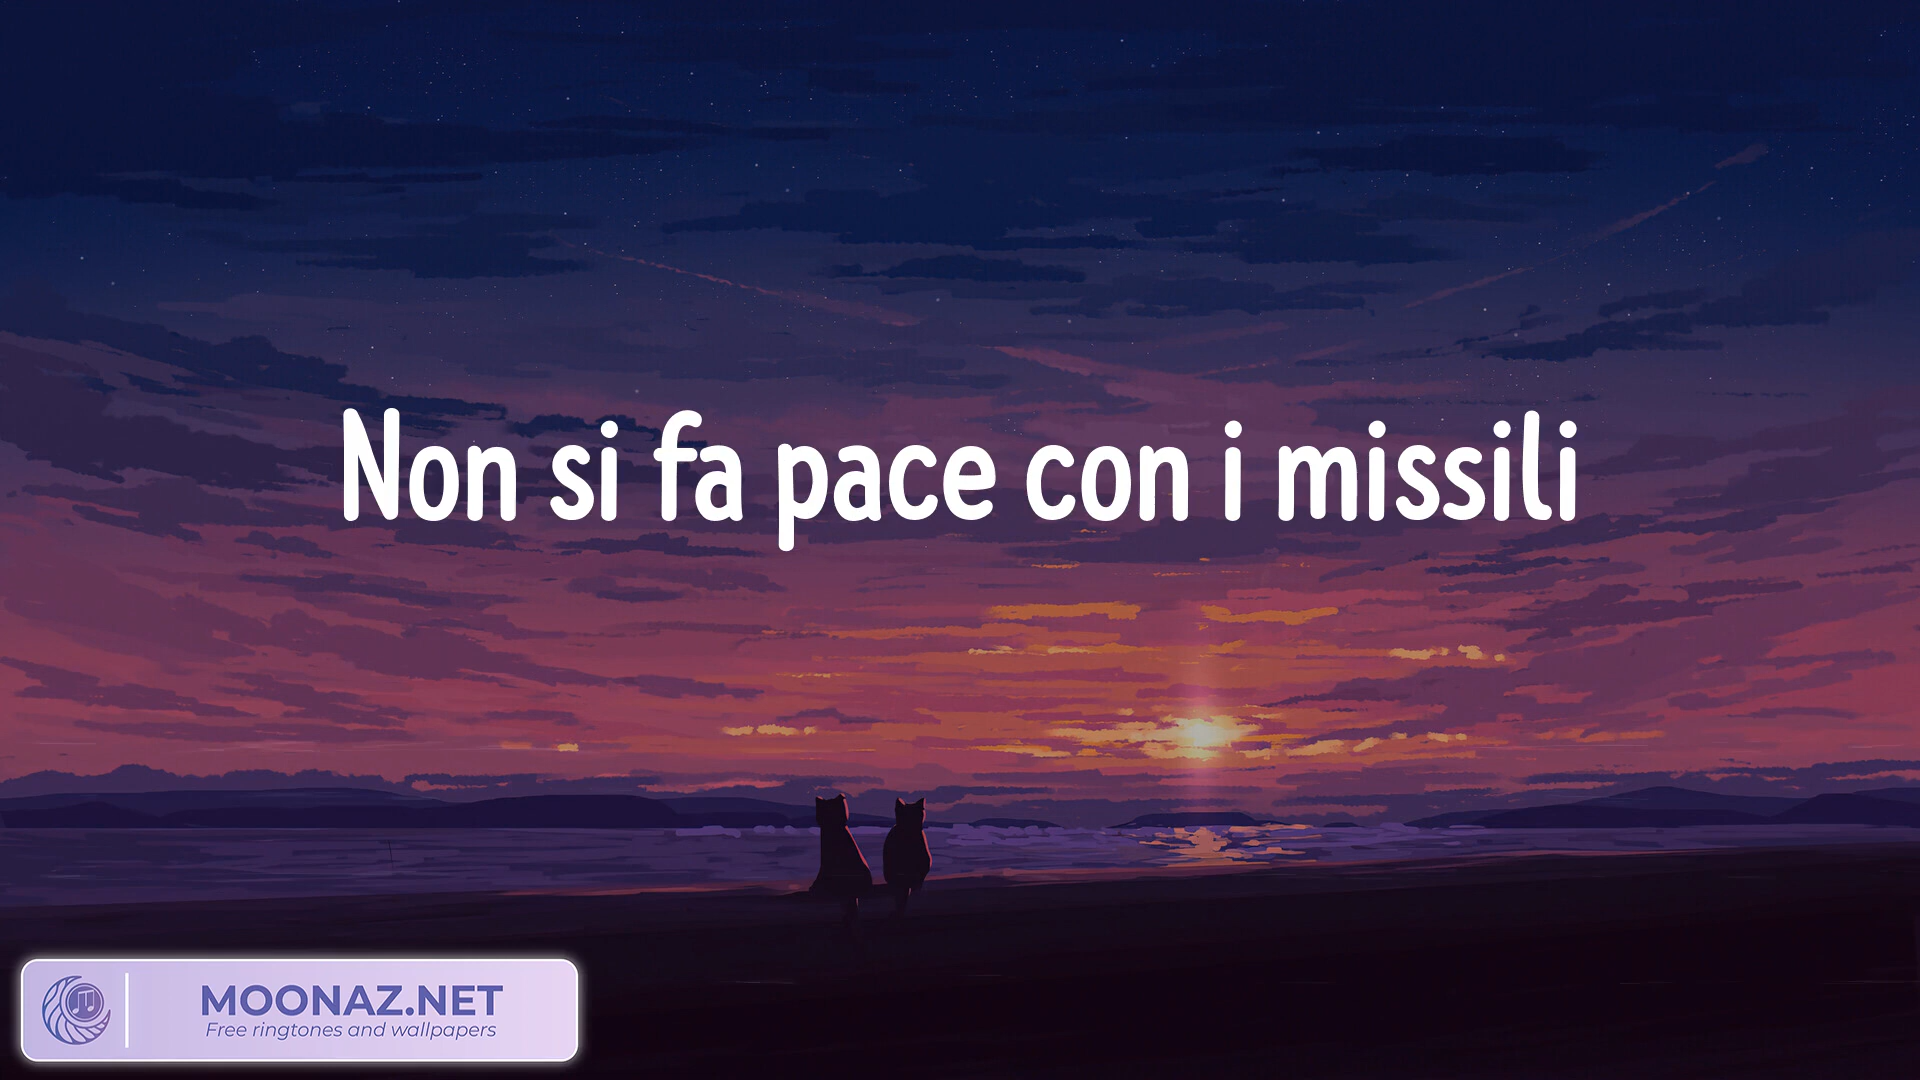 Non si fa pace con i missili
MOONAZ.NET
Free ringtones and wallpapers